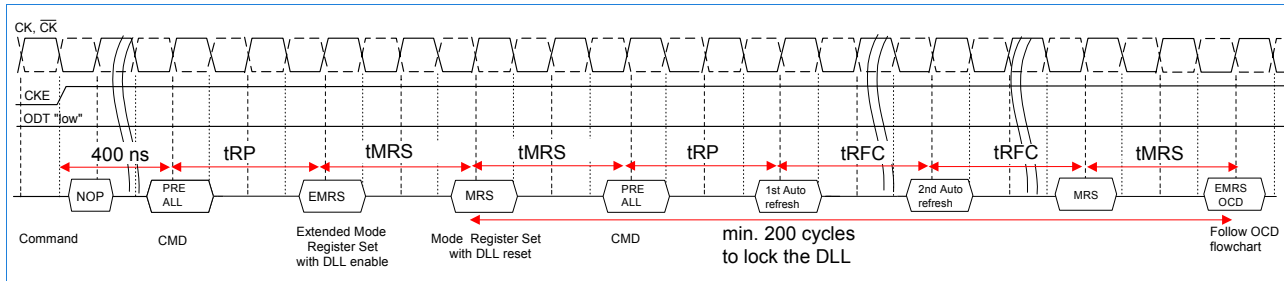 CK, CK
CKE
ODT "low"
400 ns
tRP
tMRS
tMRS
tRP
tRFC
tRFC
tMRS
NOP
PRE
ALL
EMRS
MRS
PRE
ALL
1st Auto
refresh
2nd Auto
refresh
MRS
EMRS
OCD
Command
CMD
Extended Mode
Register Set
with DLL enable
Mode Register Set
with DLL reset
CMD
min. 200 cycles
to lock the DLL
Follow OCD
flowchart